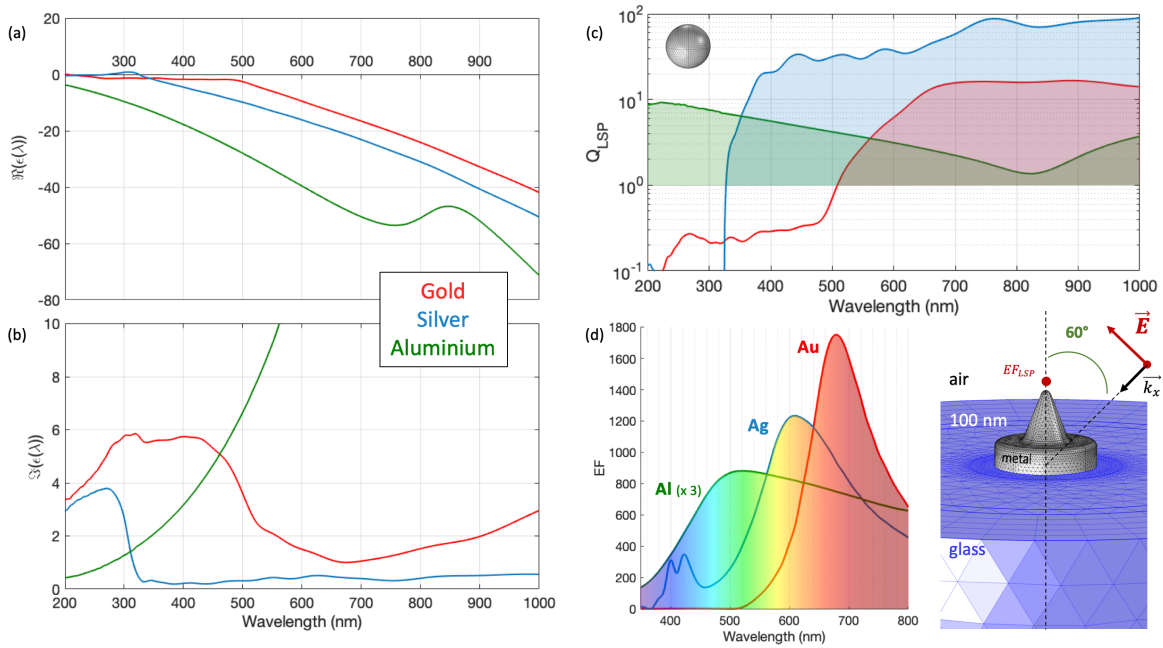 (a)
300 400 500 600 700 800 900
0
-20
-40
-60
-80
ℜ(ϵ(λ))
Gold
Silver
Aluminium
(b)
10
8
6
4
2
0
ℑ(ϵ(λ))
200 300 400 500 600 700 800 900 1000
Wavelength (nm)
(c)
10²
10¹
10⁰
10⁻¹
Q_LSP
200 300 400 500 600 700 800 900 1000
Wavelength (nm)
(d)
1800
1600
1400
1200
1000
800
600
400
200
0
EF
Au
Ag
Al (x 3)
400 500 600 700 800
Wavelength (nm)
60°
E
EF_LSP
k_x
air
100 nm
metal
glass